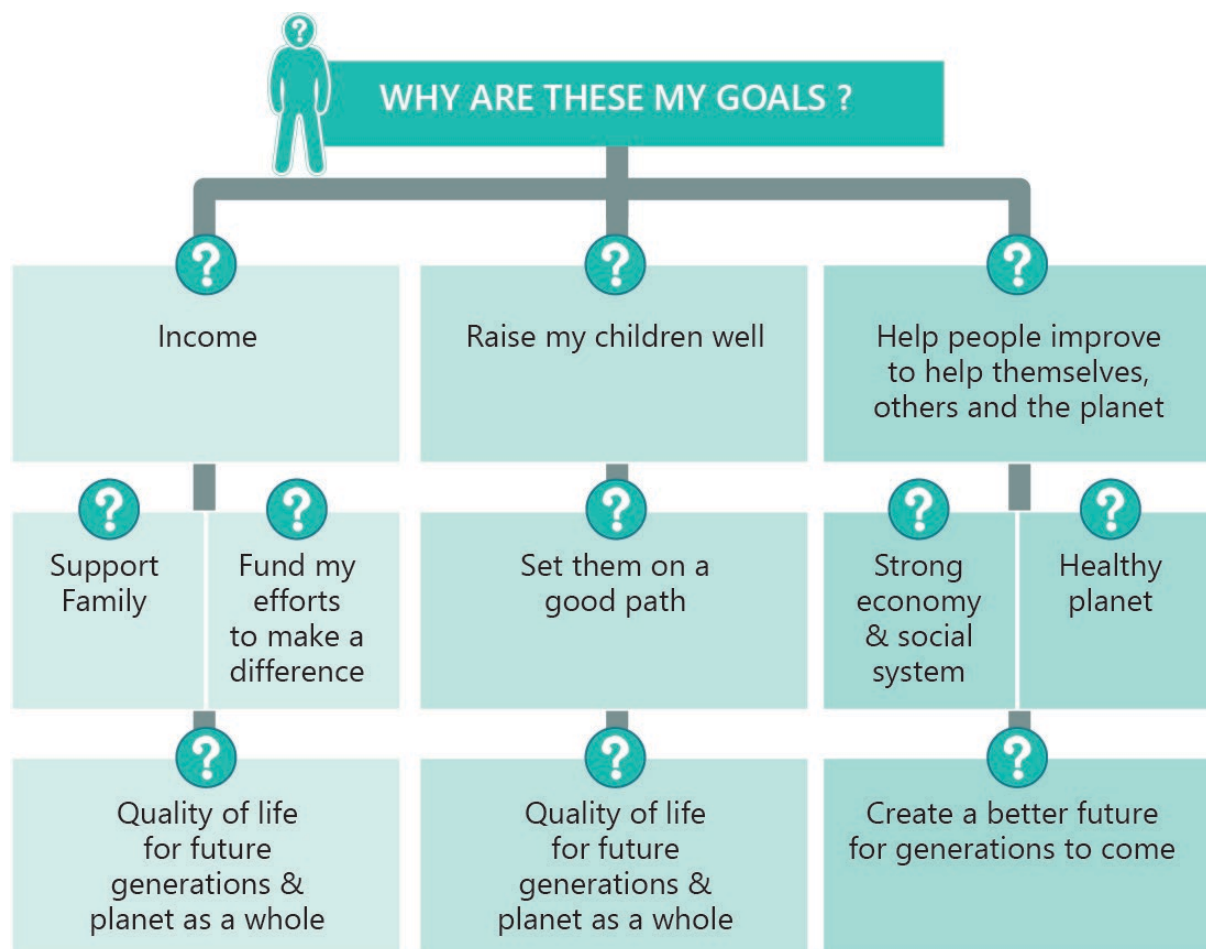 ?
WHY ARE THESE MY GOALS ?
?
?
?
Income
Raise my children well
Help people improve
to help themselves,
others and the planet
?
?
?
?
?
Support
Family
Fund my
efforts
to make a
difference
Set them on a
good path
Strong
economy
& social
system
Healthy
planet
?
?
?
Quality of life
for future
generations &
planet as a whole
Quality of life
for future
generations &
planet as a whole
Create a better future
for generations to come